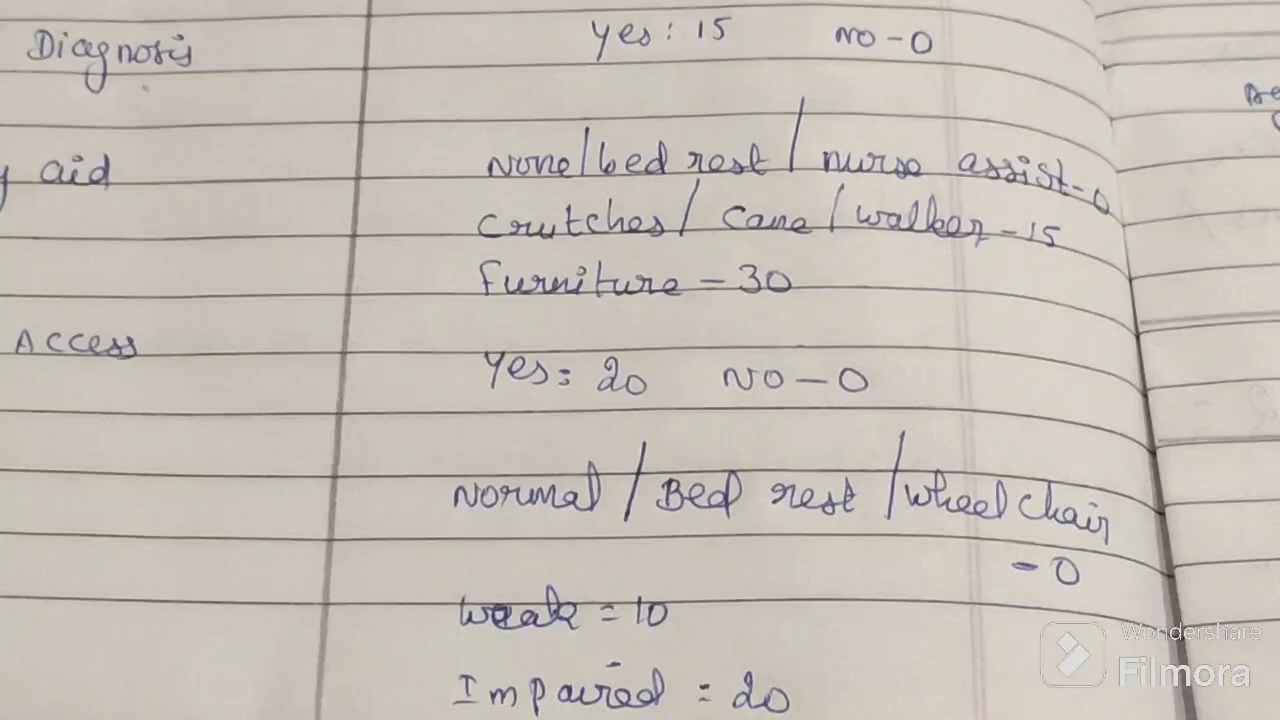 Diagnosis Yes: 15 NO - 0
y aid None/bed rest / nurse assist - 0
Crutches / Cane / walker - 15
Furniture - 30
Access Yes = 20 NO - 0
Normal / Bed rest / wheel chair
- 0
Weak = 10
Impaired = 20
Wondershare
Filmora